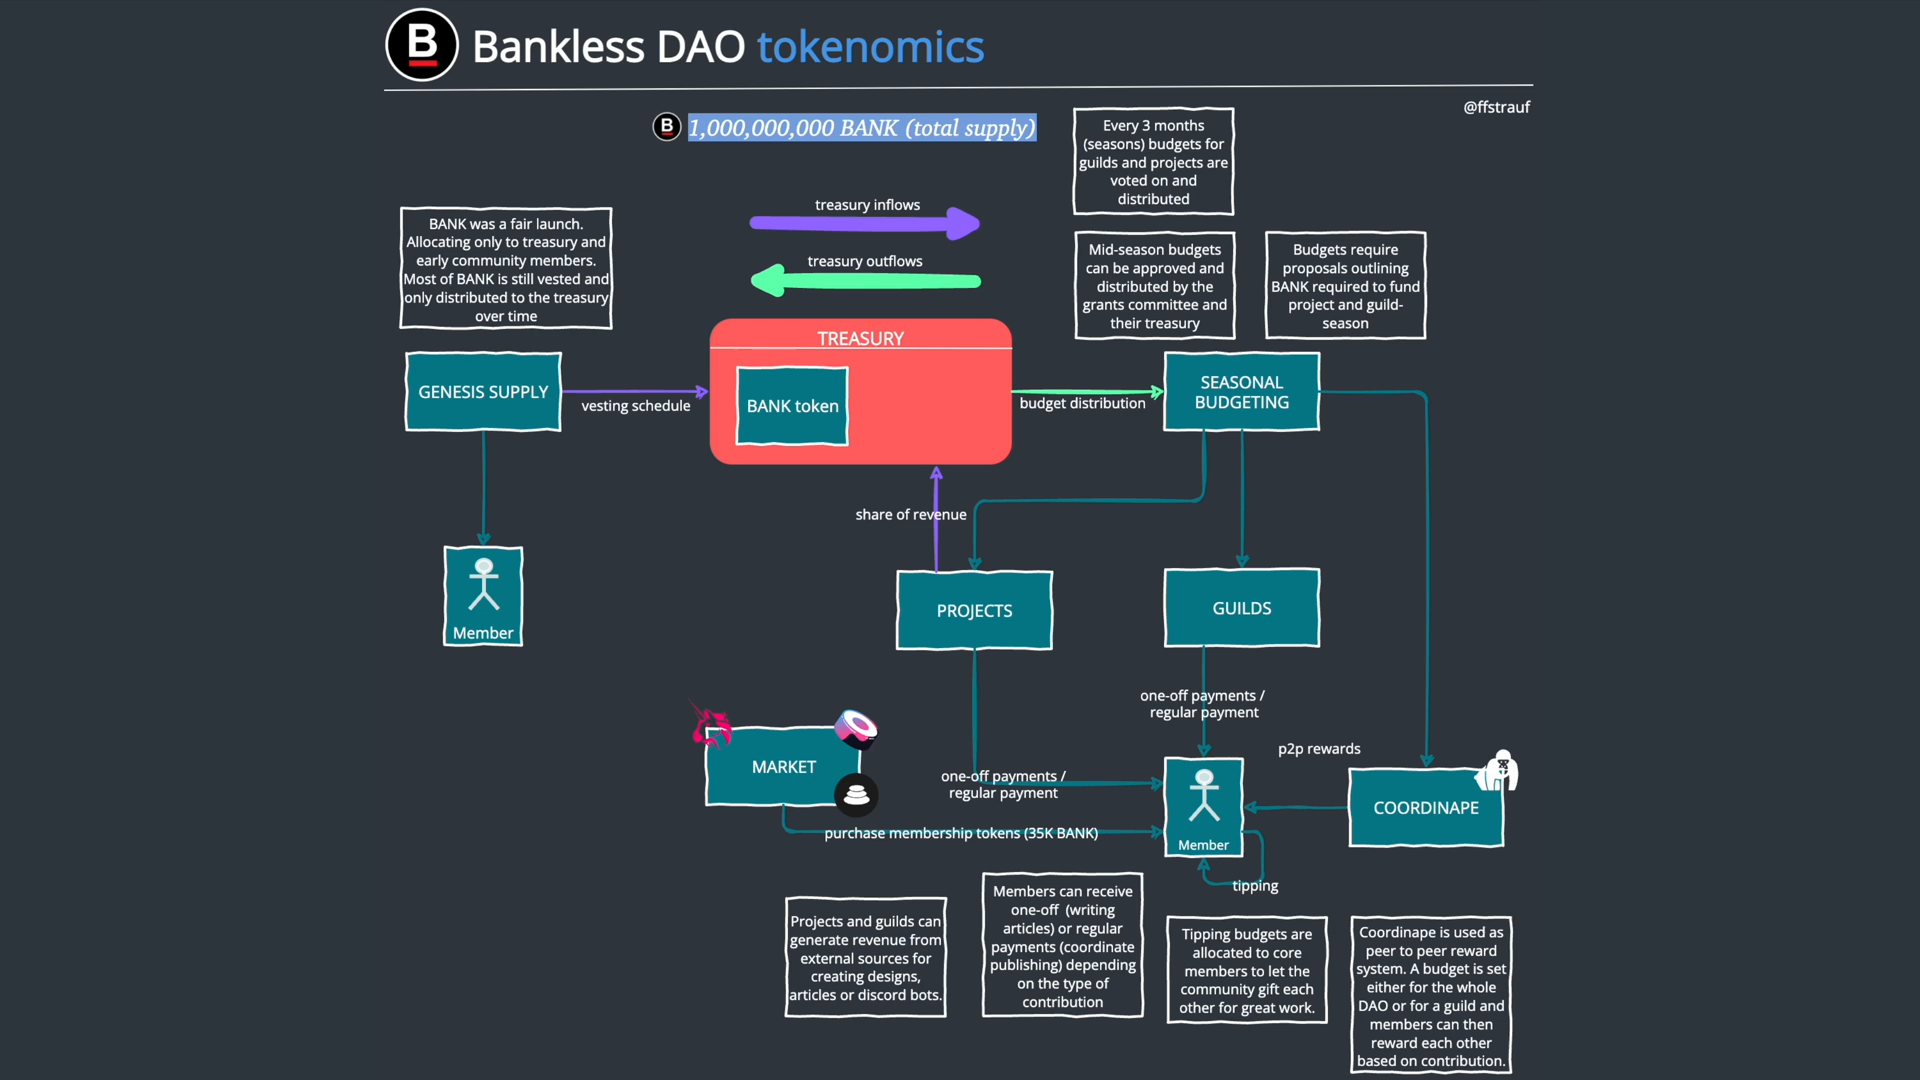 B Bankless DAO tokenomics
@ffstrauf
B 1,000,000,000 BANK (total supply)
Every 3 months
(seasons) budgets for
guilds and projects are
voted on and
distributed
treasury inflows
treasury outflows
BANK was a fair launch.
Allocating only to treasury and
early community members.
Most of BANK is still vested and
only distributed to the treasury
over time
Mid-season budgets
can be approved and
distributed by the
grants committee and
their treasury
Budgets require
proposals outlining
BANK required to fund
project and guild-
season
GENESIS SUPPLY
vesting schedule
TREASURY
BANK token
budget distribution
SEASONAL
BUDGETING
share of revenue
Member
PROJECTS
GUILDS
one-off payments /
regular payment
MARKET
one-off payments /
regular payment
purchase membership tokens (35K BANK)
p2p rewards
Member
COORDINAPE
tipping
Projects and guilds can
generate revenue from
external sources for
creating designs,
articles or discord bots.
Members can receive
one-off (writing
articles) or regular
payments (coordinate
publishing) depending
on the type of
contribution
Tipping budgets are
allocated to core
members to let the
community gift each
other for great work.
Coordinape is used as
peer to peer reward
system. A budget is set
either for the whole
DAO or for a guild and
members can then
reward each other
based on contribution.